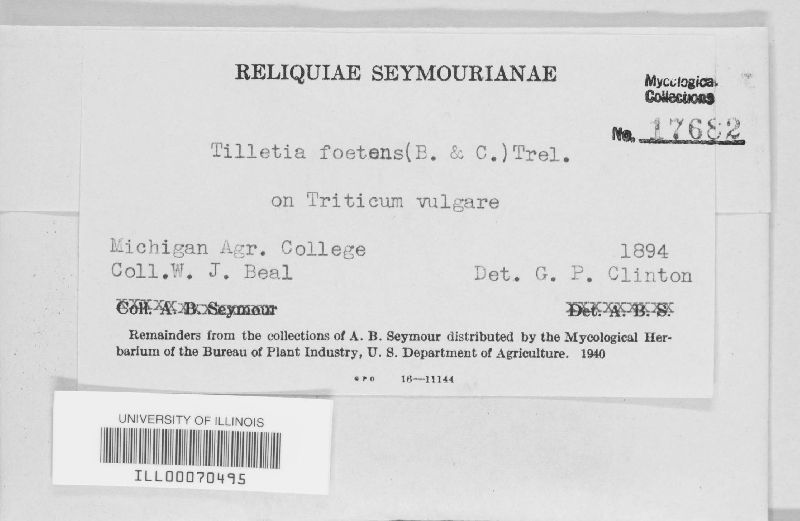 RELIQUIAE SEYMOURIANAE
Mycological
Collections
No. 17682
Tilletia foetens(B. & C.)Trel.
on Triticum vulgare
Michigan Agr. College 1894
Coll.W. J. Beal Det. G. P. Clinton
Coll. A. B. Seymour Det. A. B. S.
Remainders from the collections of A. B. Seymour distributed by the Mycological Her-
barium of the Bureau of Plant Industry, U. S. Department of Agriculture. 1940
GPO 16—11144
UNIVERSITY OF ILLINOIS
ILL00070495